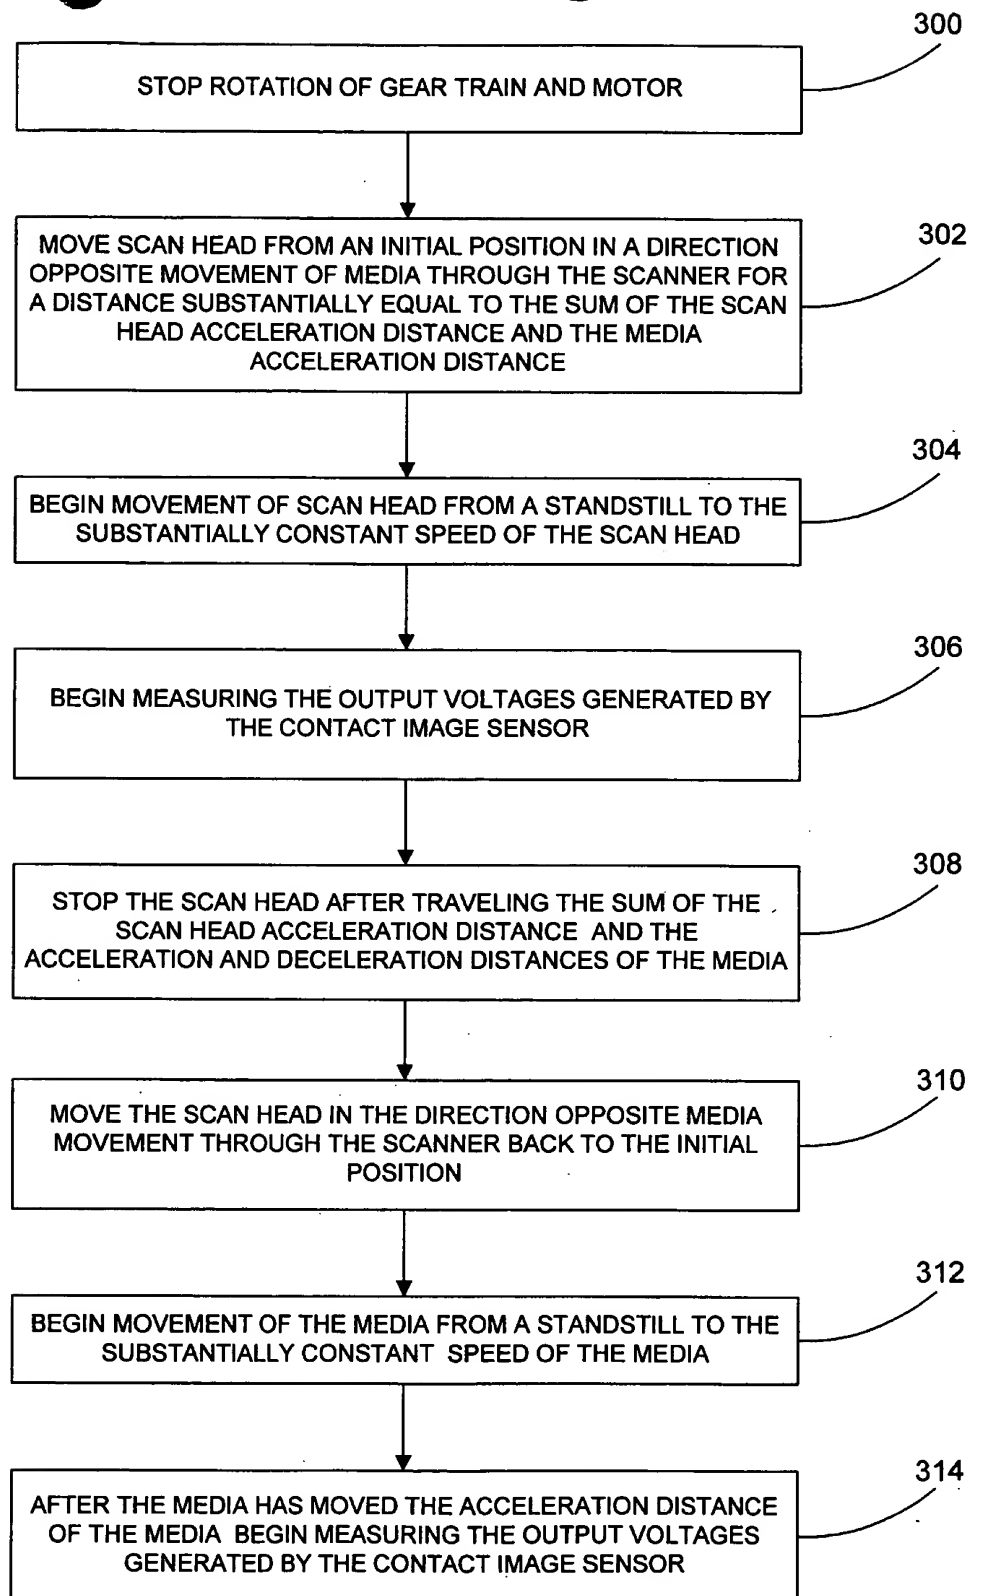 300
STOP ROTATION OF GEAR TRAIN AND MOTOR
302
MOVE SCAN HEAD FROM AN INITIAL POSITION IN A DIRECTION
OPPOSITE MOVEMENT OF MEDIA THROUGH THE SCANNER FOR
A DISTANCE SUBSTANTIALLY EQUAL TO THE SUM OF THE SCAN
HEAD ACCELERATION DISTANCE AND THE MEDIA
ACCELERATION DISTANCE
304
BEGIN MOVEMENT OF SCAN HEAD FROM A STANDSTILL TO THE
SUBSTANTIALLY CONSTANT SPEED OF THE SCAN HEAD
306
BEGIN MEASURING THE OUTPUT VOLTAGES GENERATED BY
THE CONTACT IMAGE SENSOR
308
STOP THE SCAN HEAD AFTER TRAVELING THE SUM OF THE
SCAN HEAD ACCELERATION DISTANCE AND THE
ACCELERATION AND DECELERATION DISTANCES OF THE MEDIA
310
MOVE THE SCAN HEAD IN THE DIRECTION OPPOSITE MEDIA
MOVEMENT THROUGH THE SCANNER BACK TO THE INITIAL
POSITION
312
BEGIN MOVEMENT OF THE MEDIA FROM A STANDSTILL TO THE
SUBSTANTIALLY CONSTANT SPEED OF THE MEDIA
314
AFTER THE MEDIA HAS MOVED THE ACCELERATION DISTANCE
OF THE MEDIA BEGIN MEASURING THE OUTPUT VOLTAGES
GENERATED BY THE CONTACT IMAGE SENSOR